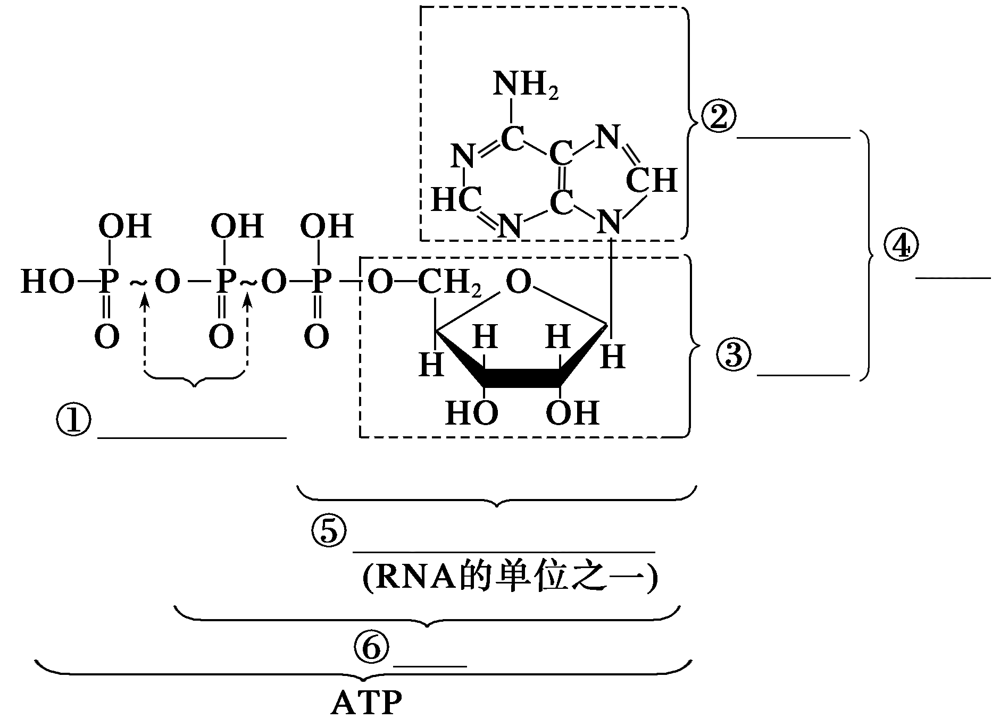 NH₂
②
N C C N
HC N C N CH
④
OH OH OH
HO P ~ O P ~ O P O CH₂ O
O O O
H H H H
③
HO OH
①
⑤
(RNA的单位之一)
⑥
ATP